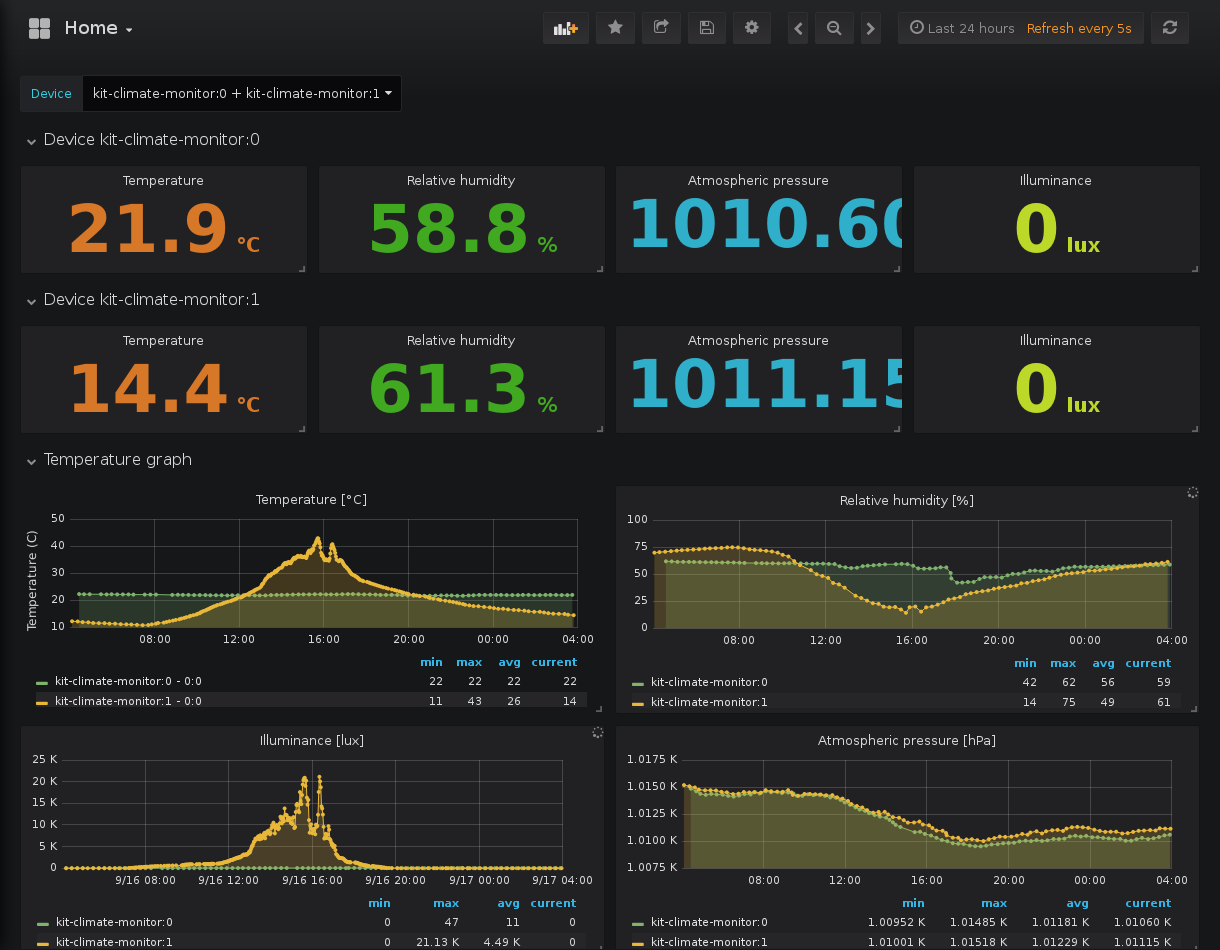 Home
Last 24 hours Refresh every 5s
Device kit-climate-monitor:0 + kit-climate-monitor:1
Device kit-climate-monitor:0
Temperature Relative humidity Atmospheric pressure Illuminance
21.9 °C 58.8 % 1010.60 0 lux
Device kit-climate-monitor:1
Temperature Relative humidity Atmospheric pressure Illuminance
14.4 °C 61.3 % 1011.15 0 lux
Temperature graph
Temperature [°C]
Temperature (C)
50
40
30
20
10
08:00 12:00 16:00 20:00 00:00 04:00
min max avg current
kit-climate-monitor:0 - 0:0 22 22 22 22
kit-climate-monitor:1 - 0:0 11 43 26 14
Relative humidity [%]
100
75
50
25
0
08:00 12:00 16:00 20:00 00:00 04:00
min max avg current
kit-climate-monitor:0 42 62 56 59
kit-climate-monitor:1 14 75 49 61
Illuminance [lux]
25 K
20 K
15 K
10 K
5 K
0
9/16 08:00 9/16 12:00 9/16 16:00 9/16 20:00 9/17 00:00 9/17 04:00
min max avg current
kit-climate-monitor:0 0 47 11 0
kit-climate-monitor:1 0 21.13 K 4.49 K 0
Atmospheric pressure [hPa]
1.0175 K
1.0150 K
1.0125 K
1.0100 K
1.0075 K
08:00 12:00 16:00 20:00 00:00 04:00
min max avg current
kit-climate-monitor:0 1.00952 K 1.01485 K 1.01181 K 1.01060 K
kit-climate-monitor:1 1.01001 K 1.01518 K 1.01229 K 1.01115 K